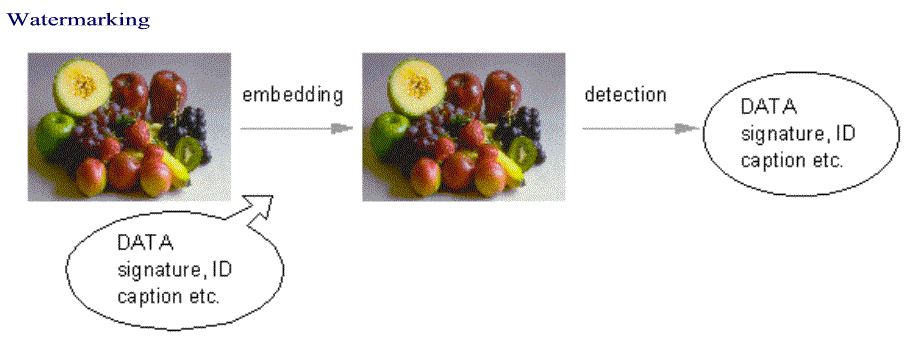 Watermarking
embedding
detection
DATA
signature, ID
caption etc.
DATA
signature, ID
caption etc.